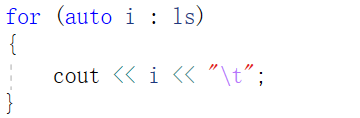 for (auto i : ls)
{
    cout << i << "\t";
}